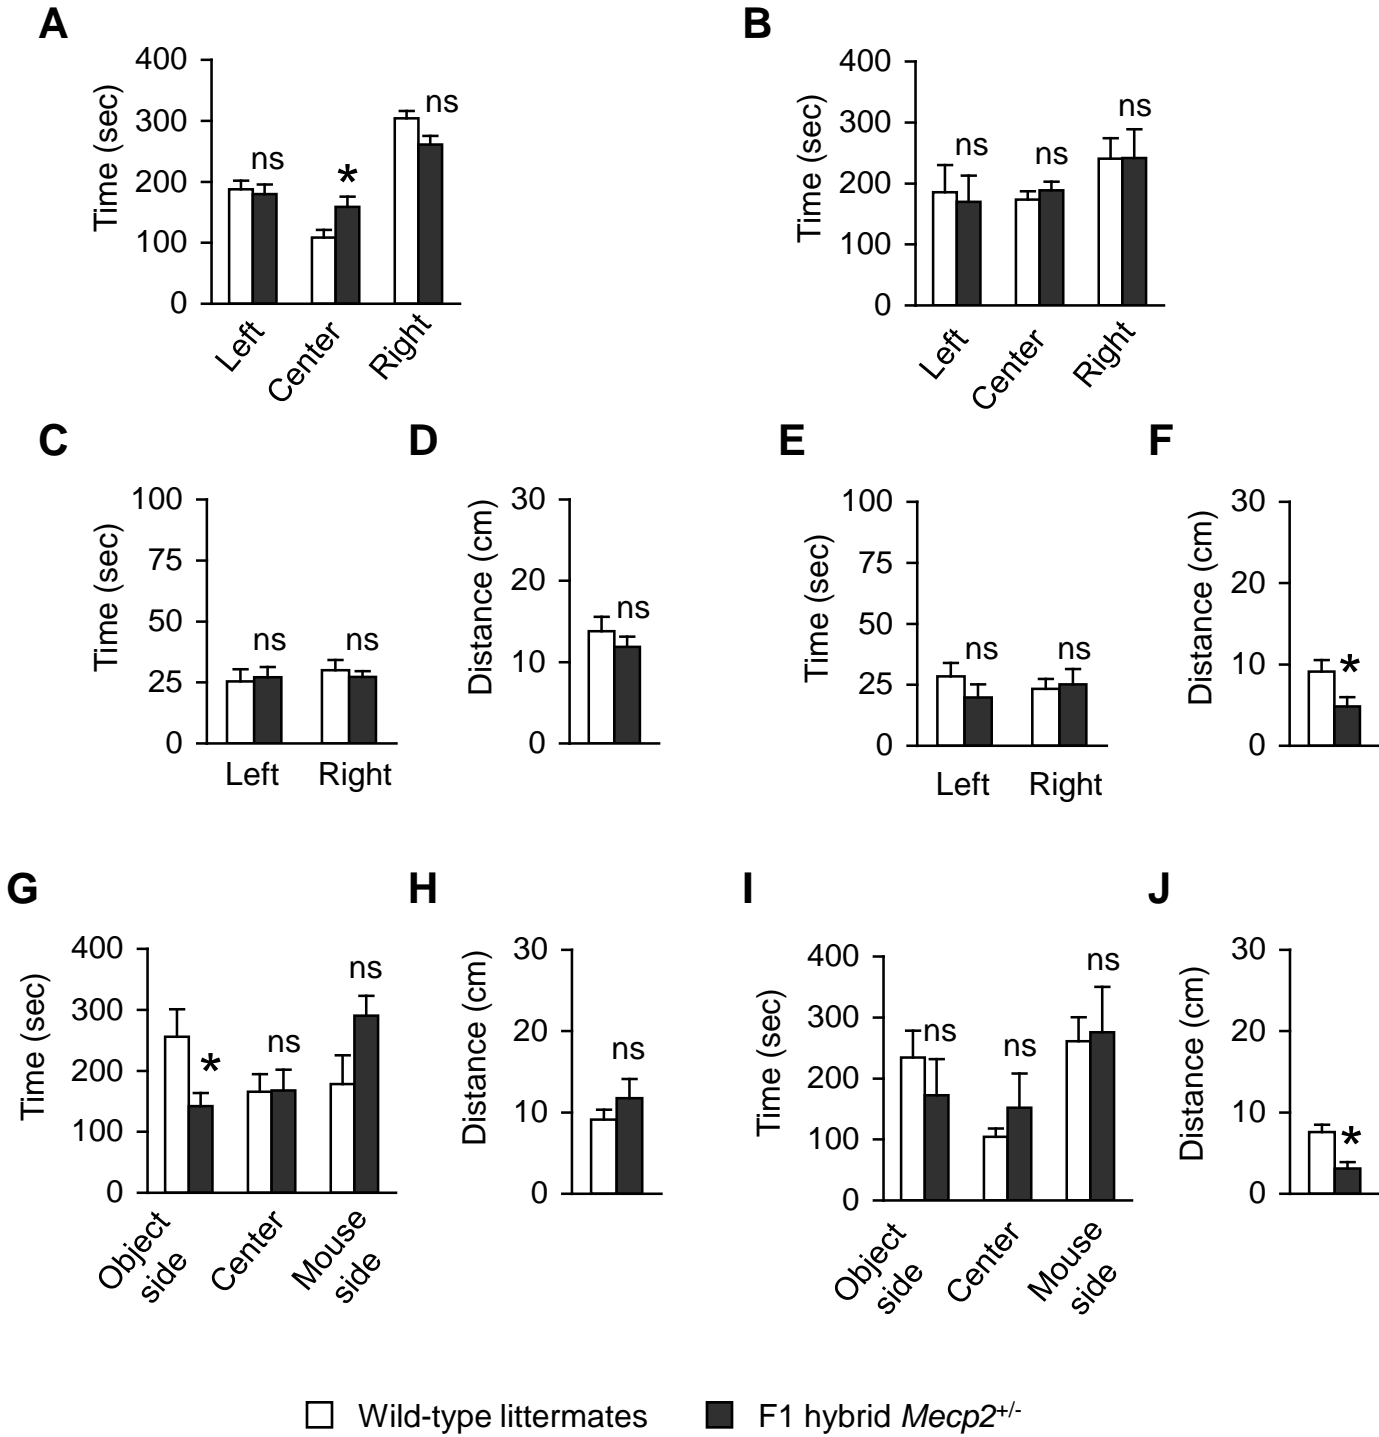 A
B
400
300
200
100
0
Time (sec)
ns
*
ns
Left
Center
Right
400
300
200
100
0
Time (sec)
ns
ns
ns
Left
Center
Right
C
D
E
F
100
75
50
25
0
Time (sec)
ns
ns
Left
Right
30
20
10
0
Distance (cm)
ns
100
75
50
25
0
Time (sec)
ns
ns
Left
Right
30
20
10
0
Distance (cm)
*
G
H
I
J
400
300
200
100
0
Time (sec)
*
ns
ns
Object
side
Center
Mouse
side
30
20
10
0
Distance (cm)
ns
400
300
200
100
0
Time (sec)
ns
ns
ns
Object
side
Center
Mouse
side
30
20
10
0
Distance (cm)
*
Wild-type littermates
F1 hybrid Mecp2+/-